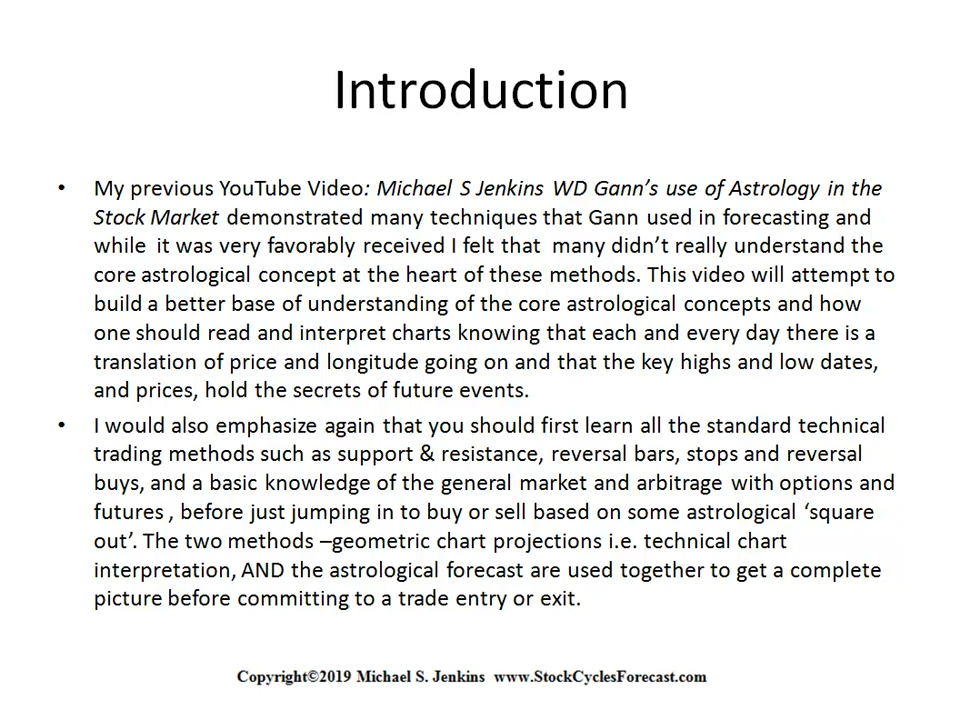 Introduction
• My previous YouTube Video: Michael S Jenkins WD Gann’s use of Astrology in the
Stock Market demonstrated many techniques that Gann used in forecasting and
while it was very favorably received I felt that many didn’t really understand the
core astrological concept at the heart of these methods. This video will attempt to
build a better base of understanding of the core astrological concepts and how
one should read and interpret charts knowing that each and every day there is a
translation of price and longitude going on and that the key highs and low dates,
and prices, hold the secrets of future events.
• I would also emphasize again that you should first learn all the standard technical
trading methods such as support & resistance, reversal bars, stops and reversal
buys, and a basic knowledge of the general market and arbitrage with options and
futures , before just jumping in to buy or sell based on some astrological ‘square
out’. The two methods –geometric chart projections i.e. technical chart
interpretation, AND the astrological forecast are used together to get a complete
picture before committing to a trade entry or exit.
Copyright©2019 Michael S. Jenkins www.StockCyclesForecast.com